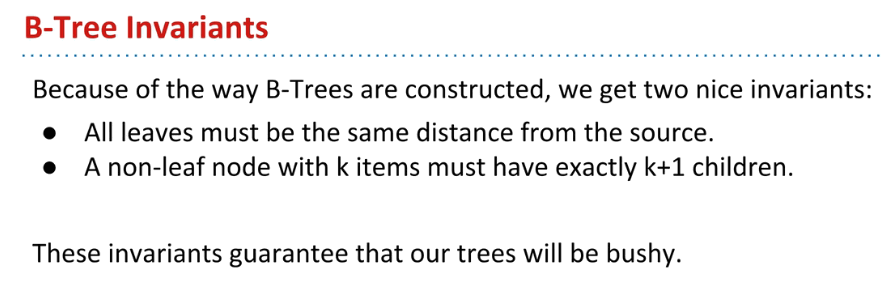 B-Tree Invariants
Because of the way B-Trees are constructed, we get two nice invariants:
● All leaves must be the same distance from the source.
● A non-leaf node with k items must have exactly k+1 children.
These invariants guarantee that our trees will be bushy.